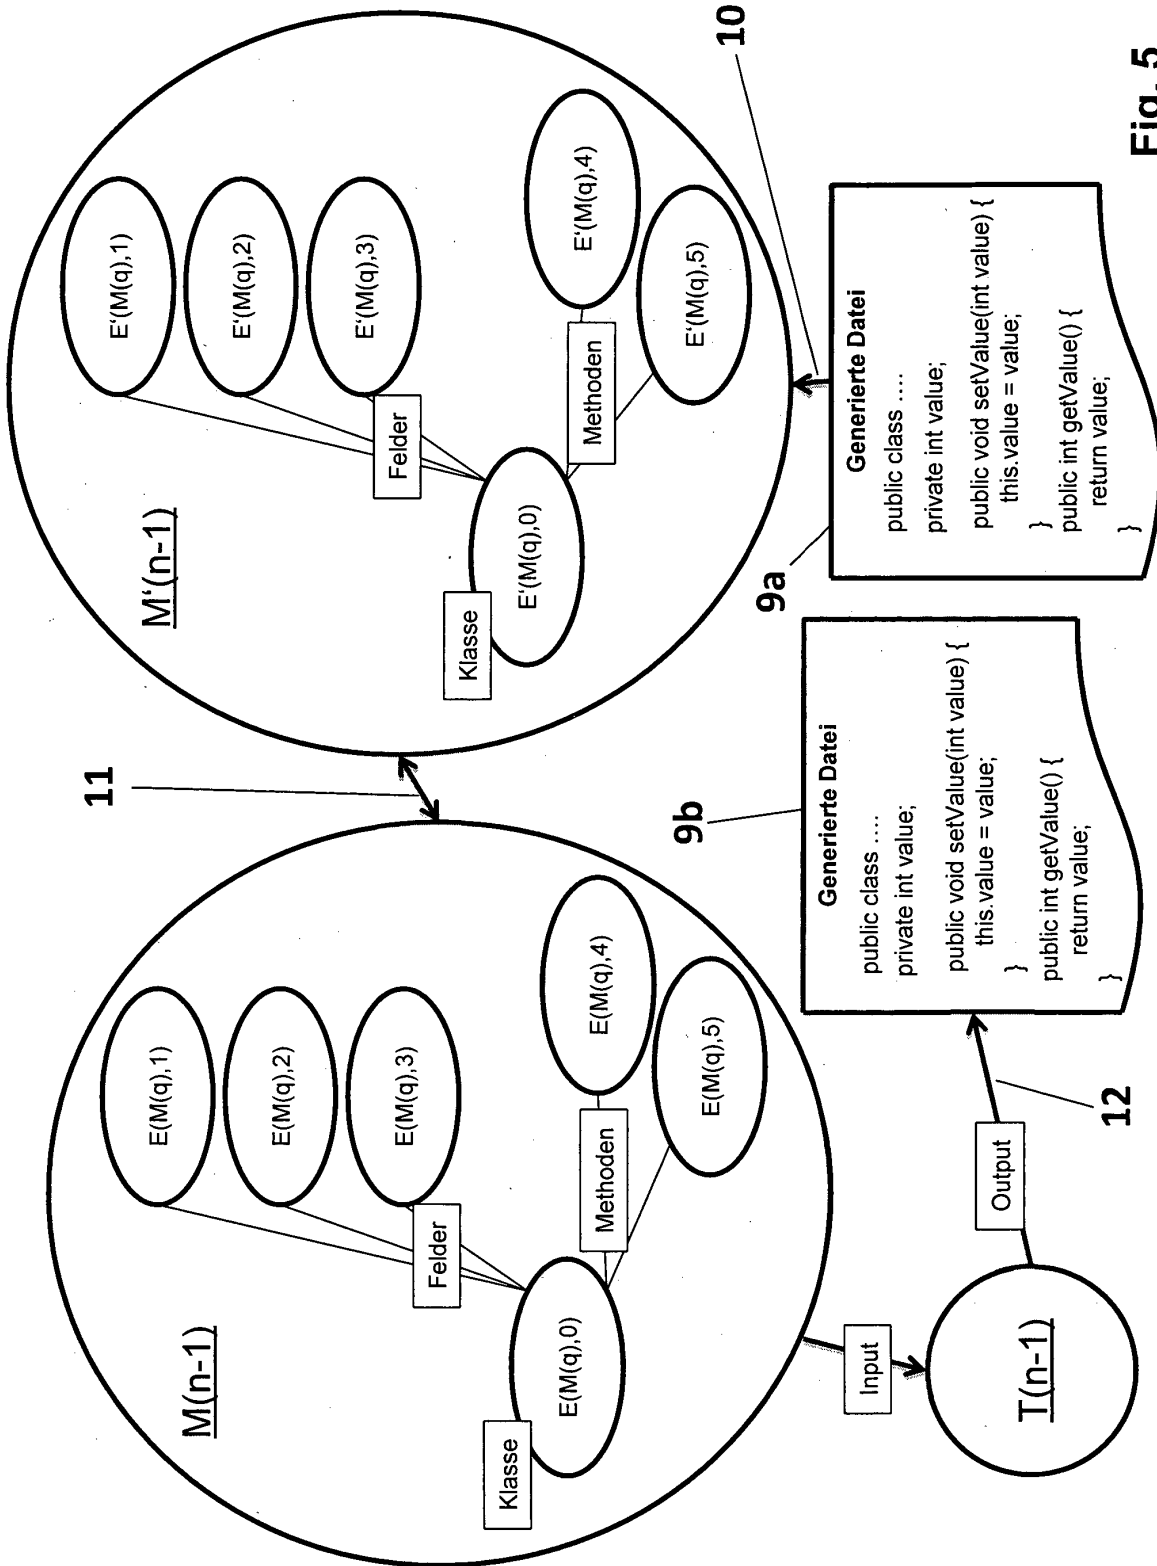 M(n-1)
Klasse
E(M(q),0)
Felder
E(M(q),1)
E(M(q),2)
E(M(q),3)
Methoden
E(M(q),4)
E(M(q),5)
11
M‘(n-1)
Klasse
E‘(M(q),0)
Felder
E‘(M(q),1)
E‘(M(q),2)
E‘(M(q),3)
Methoden
E‘(M(q),4)
E‘(M(q),5)
Input
T(n-1)
Output
12
9b
Generierte Datei
public class ....
private int value;
public void setValue(int value) {
this.value = value;
}
public int getValue() {
return value;
}
9a
Generierte Datei
public class ....
private int value;
public void setValue(int value) {
this.value = value;
}
public int getValue() {
return value;
}
10
Fig. 5